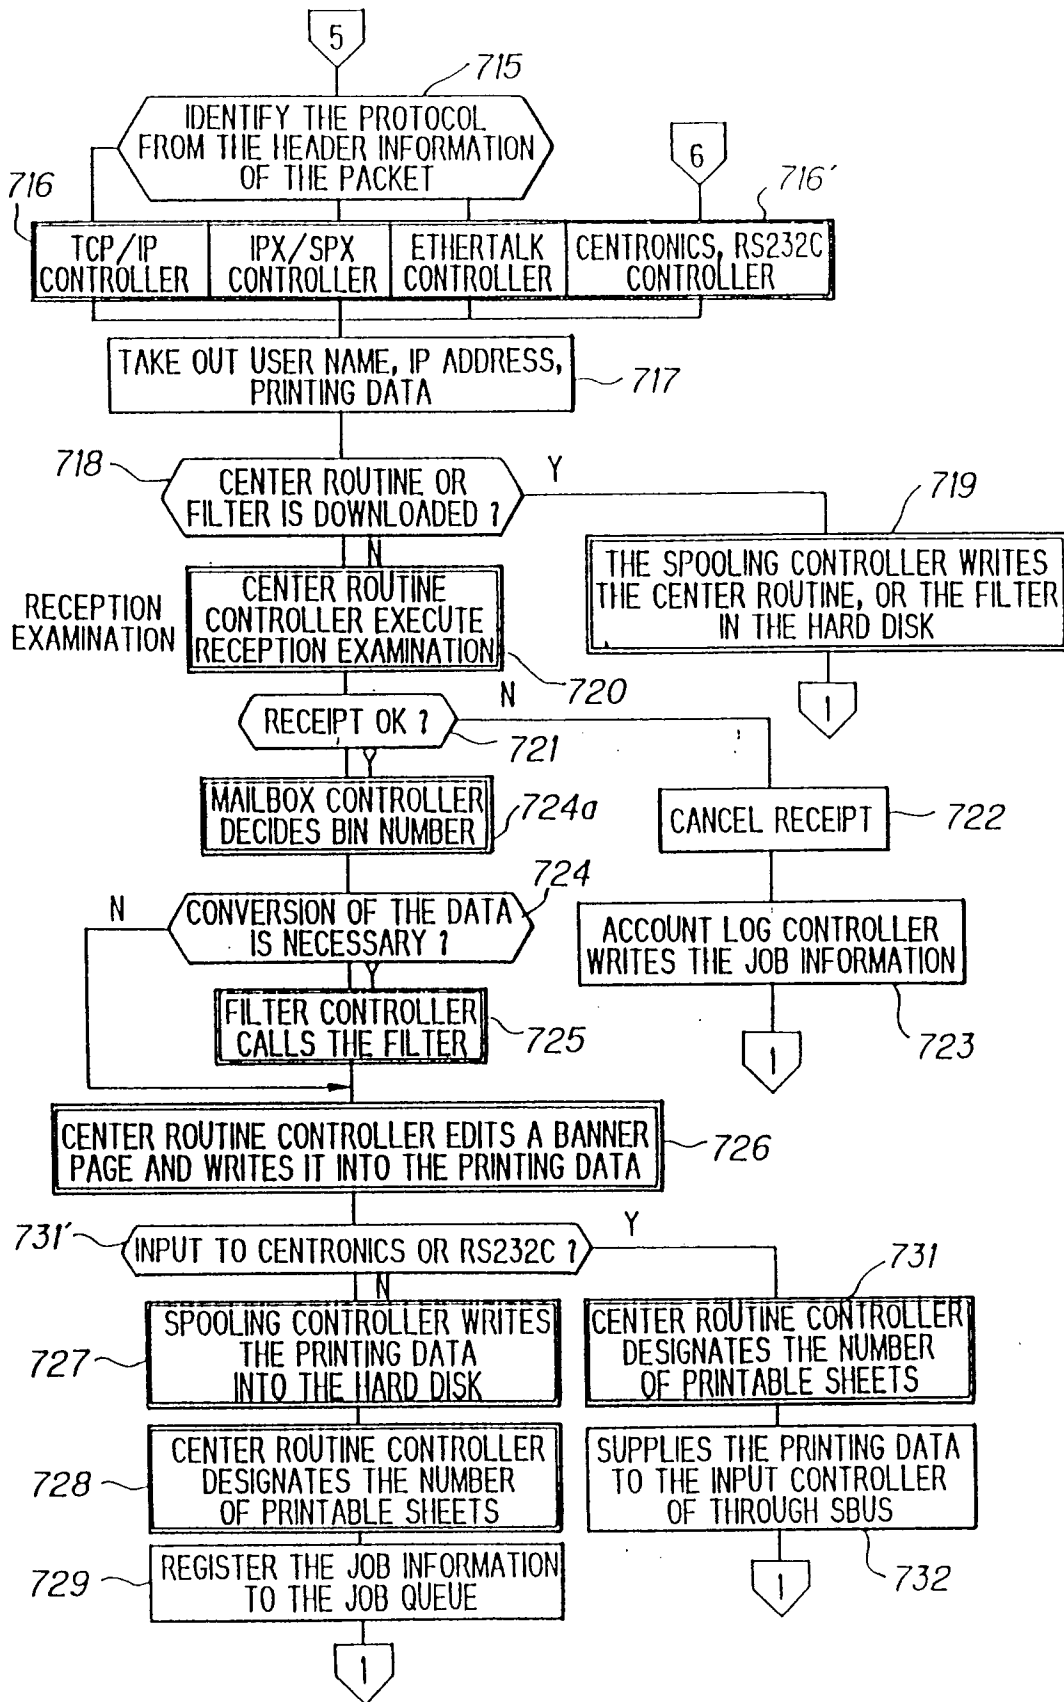 5
715
IDENTIFY THE PROTOCOL
FROM THE HEADER INFORMATION
OF THE PACKET
6
716
716'
TCP/IP
CONTROLLER
IPX/SPX
CONTROLLER
ETHERTALK
CONTROLLER
CENTRONICS, RS232C
CONTROLLER
TAKE OUT USER NAME, IP ADDRESS,
PRINTING DATA
717
718
CENTER ROUTINE OR
FILTER IS DOWNLOADED ?
Y
N
719
THE SPOOLING CONTROLLER WRITES
THE CENTER ROUTINE, OR THE FILTER
IN THE HARD DISK
1
RECEPTION
EXAMINATION
CENTER ROUTINE
CONTROLLER EXECUTE
RECEPTION EXAMINATION
720
RECEIPT OK ?
N
721
Y
MAILBOX CONTROLLER
DECIDES BIN NUMBER
724a
CANCEL RECEIPT
722
724
N
CONVERSION OF THE DATA
IS NECESSARY ?
Y
ACCOUNT LOG CONTROLLER
WRITES THE JOB INFORMATION
723
1
FILTER CONTROLLER
CALLS THE FILTER
725
CENTER ROUTINE CONTROLLER EDITS A BANNER
PAGE AND WRITES IT INTO THE PRINTING DATA
726
731'
INPUT TO CENTRONICS OR RS232C ?
Y
N
731
SPOOLING CONTROLLER WRITES
THE PRINTING DATA
INTO THE HARD DISK
727
CENTER ROUTINE CONTROLLER
DESIGNATES THE NUMBER
OF PRINTABLE SHEETS
728
CENTER ROUTINE CONTROLLER
DESIGNATES THE NUMBER
OF PRINTABLE SHEETS
SUPPLIES THE PRINTING DATA
TO THE INPUT CONTROLLER
OF THROUGH SBUS
732
1
729
REGISTER THE JOB INFORMATION
TO THE JOB QUEUE
1